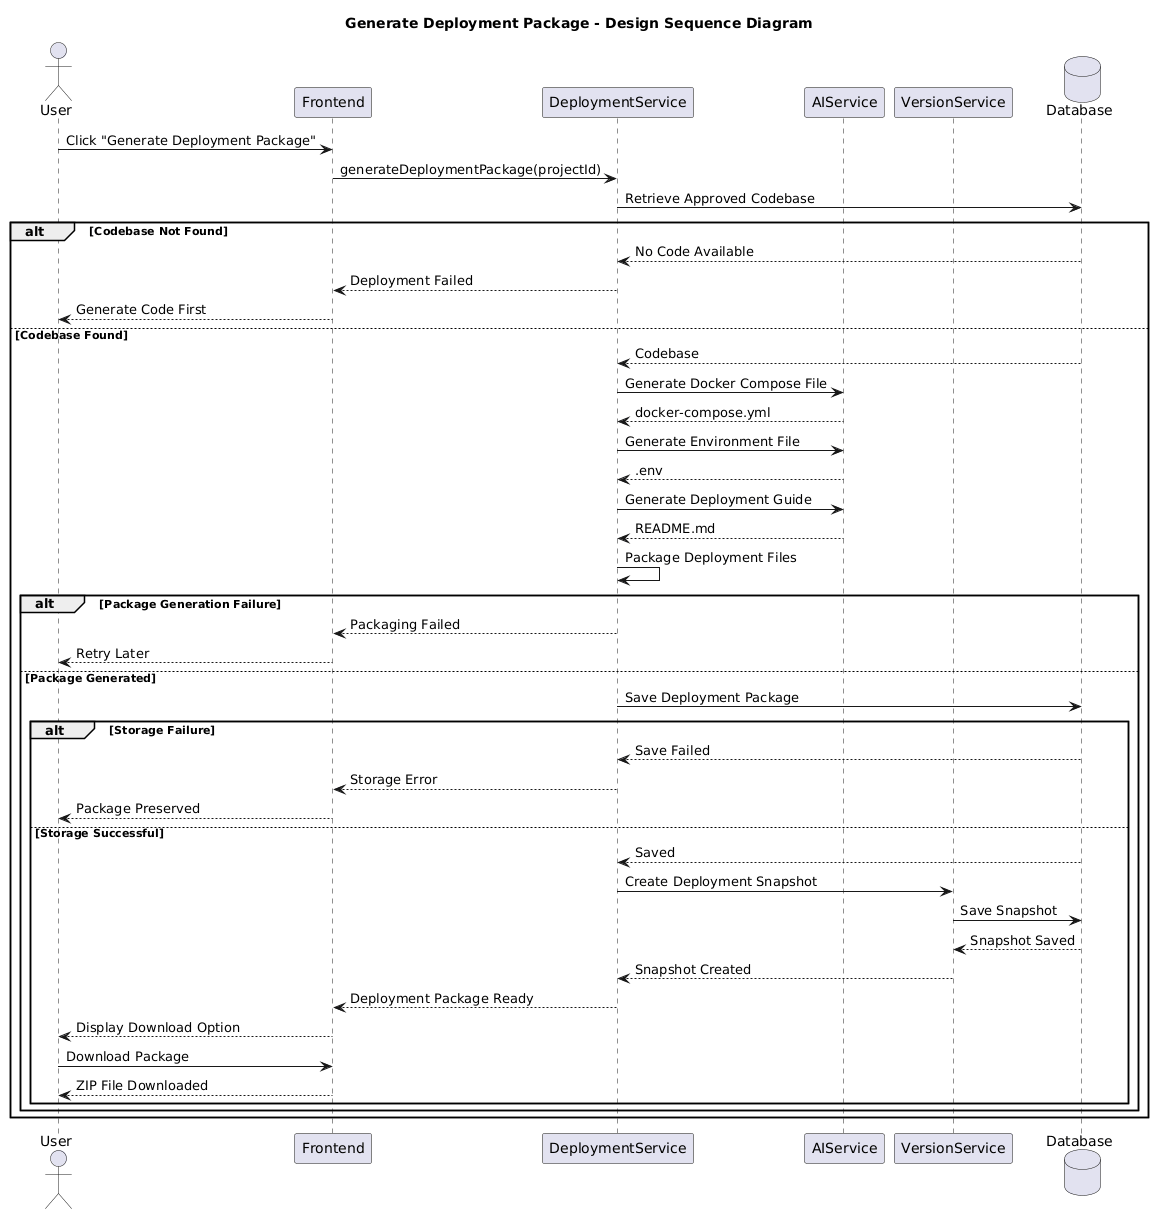 Generate Deployment Package - Design Sequence Diagram
User
Frontend
DeploymentService
AIService
VersionService
Database
Click "Generate Deployment Package"
generateDeploymentPackage(projectId)
Retrieve Approved Codebase
alt
[Codebase Not Found]
No Code Available
Deployment Failed
Generate Code First
[Codebase Found]
Codebase
Generate Docker Compose File
docker-compose.yml
Generate Environment File
.env
Generate Deployment Guide
README.md
Package Deployment Files
alt
[Package Generation Failure]
Packaging Failed
Retry Later
[Package Generated]
Save Deployment Package
alt
[Storage Failure]
Save Failed
Storage Error
Package Preserved
[Storage Successful]
Saved
Create Deployment Snapshot
Save Snapshot
Snapshot Saved
Snapshot Created
Deployment Package Ready
Display Download Option
Download Package
ZIP File Downloaded
User
Frontend
DeploymentService
AIService
VersionService
Database